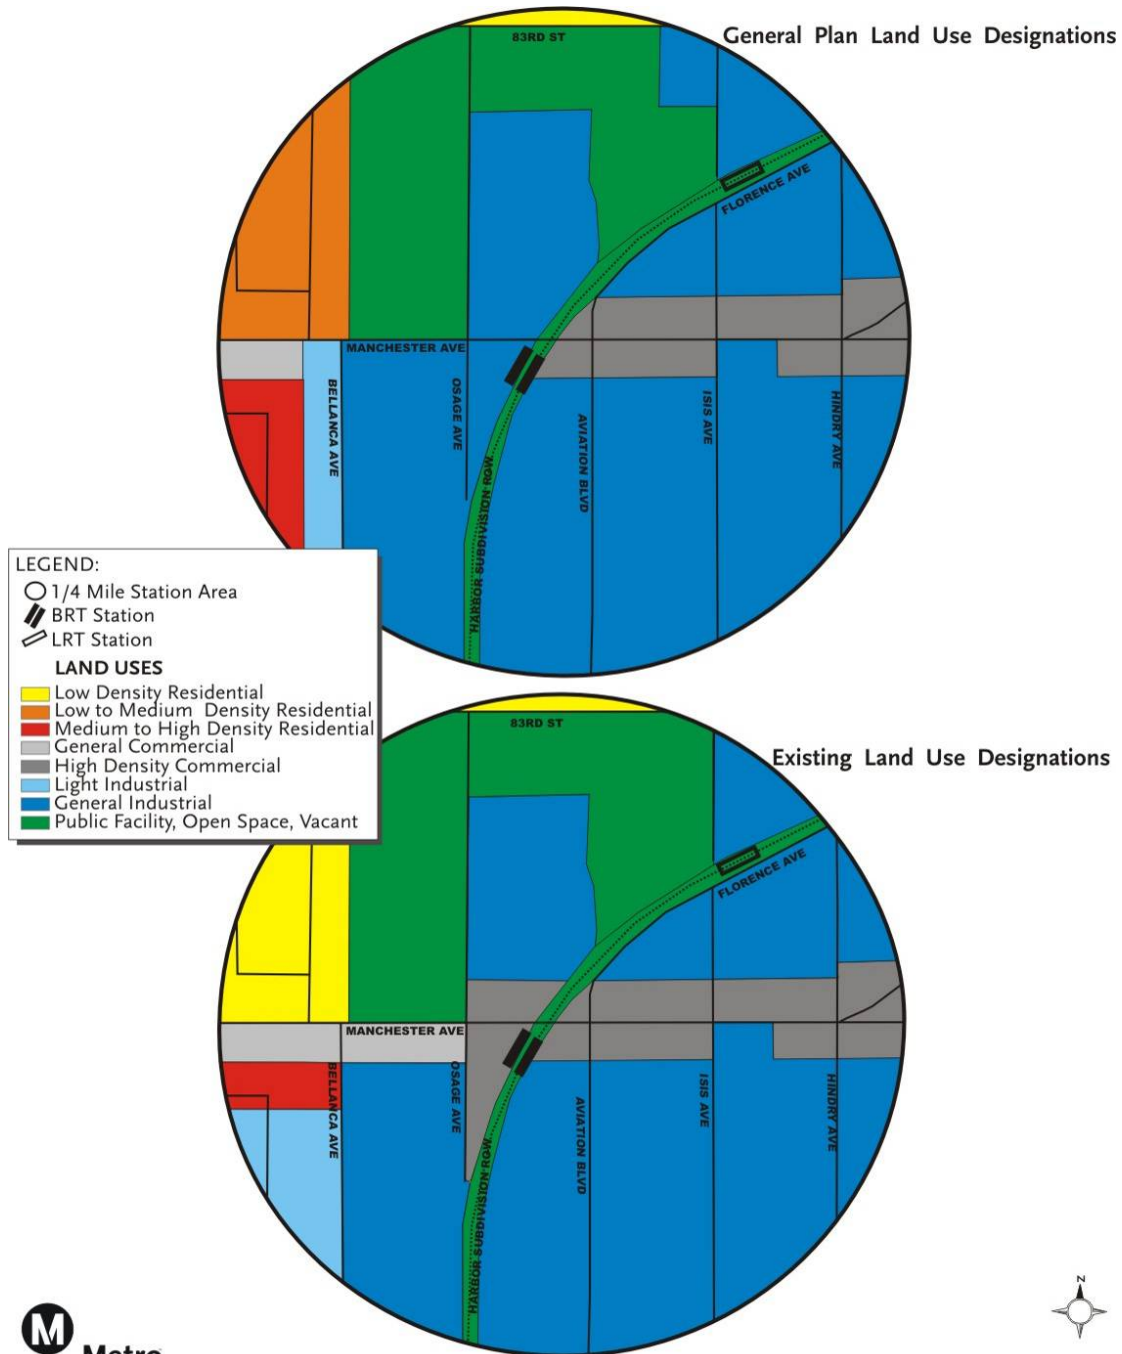 General Plan Land Use Designations
83RD ST
FLORENCE AVE
MANCHESTER AVE
BELLANCA AVE
OSAGE AVE
AVIATION BLVD
ISIS AVE
HINDRY AVE
HARBOR SUBDIVISION ROW
LEGEND:
1/4 Mile Station Area
BRT Station
LRT Station
LAND USES
Low Density Residential
Low to Medium Density Residential
Medium to High Density Residential
General Commercial
High Density Commercial
Light Industrial
General Industrial
Public Facility, Open Space, Vacant
Existing Land Use Designations
83RD ST
FLORENCE AVE
MANCHESTER AVE
BELLANCA AVE
OSAGE AVE
AVIATION BLVD
ISIS AVE
HINDRY AVE
HARBOR SUBDIVISION ROW
N
M
Metro